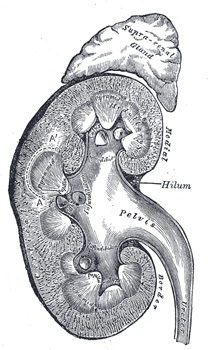 Supra-renal
Gland
Medial
Hilum
A'
A
Pelvis
border
Ureter